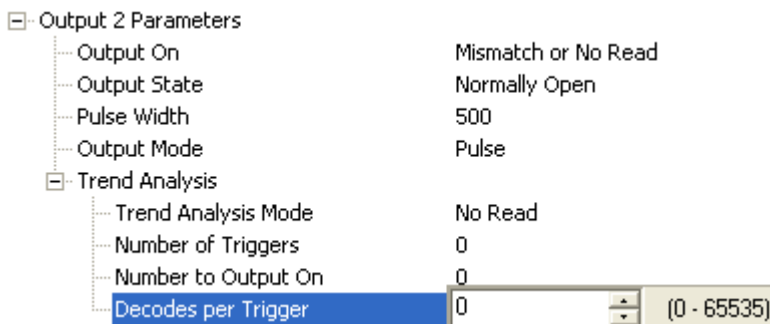 Output 2 Parameters
Output On Mismatch or No Read
Output State Normally Open
Pulse Width 500
Output Mode Pulse
Trend Analysis
Trend Analysis Mode No Read
Number of Triggers 0
Number to Output On 0
Decodes per Trigger 0 (0 - 65535)